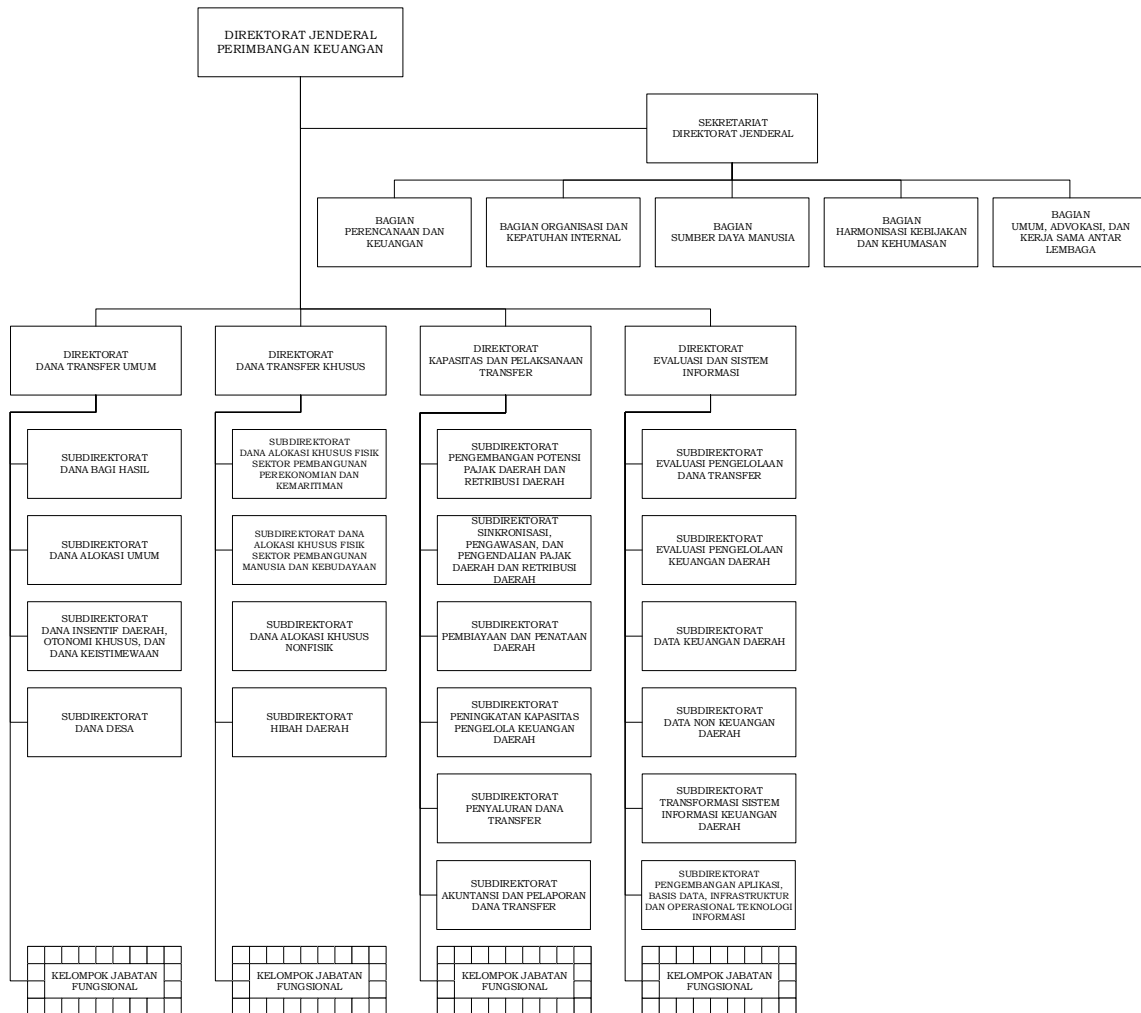 DIREKTORAT JENDERAL
PERIMBANGAN KEUANGAN
SEKRETARIAT
DIREKTORAT JENDERAL
BAGIAN
PERENCANAAN DAN
KEUANGAN
BAGIAN ORGANISASI DAN
KEPATUHAN INTERNAL
BAGIAN
SUMBER DAYA MANUSIA
BAGIAN
HARMONISASI KEBIJAKAN
DAN KEHUMASAN
BAGIAN
UMUM, ADVOKASI, DAN
KERJA SAMA ANTAR
LEMBAGA
DIREKTORAT
DANA TRANSFER UMUM
DIREKTORAT
DANA TRANSFER KHUSUS
DIREKTORAT
KAPASITAS DAN PELAKSANAAN
TRANSFER
DIREKTORAT
EVALUASI DAN SISTEM
INFORMASI
SUBDIREKTORAT
DANA BAGI HASIL
SUBDIREKTORAT
DANA ALOKASI UMUM
SUBDIREKTORAT
DANA INSENTIF DAERAH,
OTONOMI KHUSUS, DAN
DANA KEISTIMEWAAN
SUBDIREKTORAT
DANA DESA
KELOMPOK JABATAN
FUNGSIONAL
SUBDIREKTORAT
DANA ALOKASI KHUSUS FISIK
SEKTOR PEMBANGUNAN
PEREKONOMIAN DAN
KEMARITIMAN
SUBDIREKTORAT DANA
ALOKASI KHUSUS FISIK
SEKTOR PEMBANGUNAN
MANUSIA DAN KEBUDAYAAN
SUBDIREKTORAT
DANA ALOKASI KHUSUS
NONFISIK
SUBDIREKTORAT
HIBAH DAERAH
KELOMPOK JABATAN
FUNGSIONAL
SUBDIREKTORAT
PENGEMBANGAN POTENSI
PAJAK DAERAH DAN
RETRIBUSI DAERAH
SUBDIREKTORAT
SINKRONISASI,
PENGAWASAN, DAN
PENGENDALIAN PAJAK
DAERAH DAN RETRIBUSI
DAERAH
SUBDIREKTORAT
PEMBIAYAAN DAN PENATAAN
DAERAH
SUBDIREKTORAT
PENINGKATAN KAPASITAS
PENGELOLA KEUANGAN
DAERAH
SUBDIREKTORAT
PENYALURAN DANA
TRANSFER
SUBDIREKTORAT
AKUNTANSI DAN PELAPORAN
DANA TRANSFER
KELOMPOK JABATAN
FUNGSIONAL
SUBDIREKTORAT
EVALUASI PENGELOLAAN
DANA TRANSFER
SUBDIREKTORAT
EVALUASI PENGELOLAAN
KEUANGAN DAERAH
SUBDIREKTORAT
DATA KEUANGAN DAERAH
SUBDIREKTORAT
DATA NON KEUANGAN
DAERAH
SUBDIREKTORAT
TRANSFORMASI SISTEM
INFORMASI KEUANGAN
DAERAH
SUBDIREKTORAT
PENGEMBANGAN APLIKASI,
BASIS DATA, INFRASTRUKTUR
DAN OPERASIONAL TEKNOLOGI
INFORMASI
KELOMPOK JABATAN
FUNGSIONAL